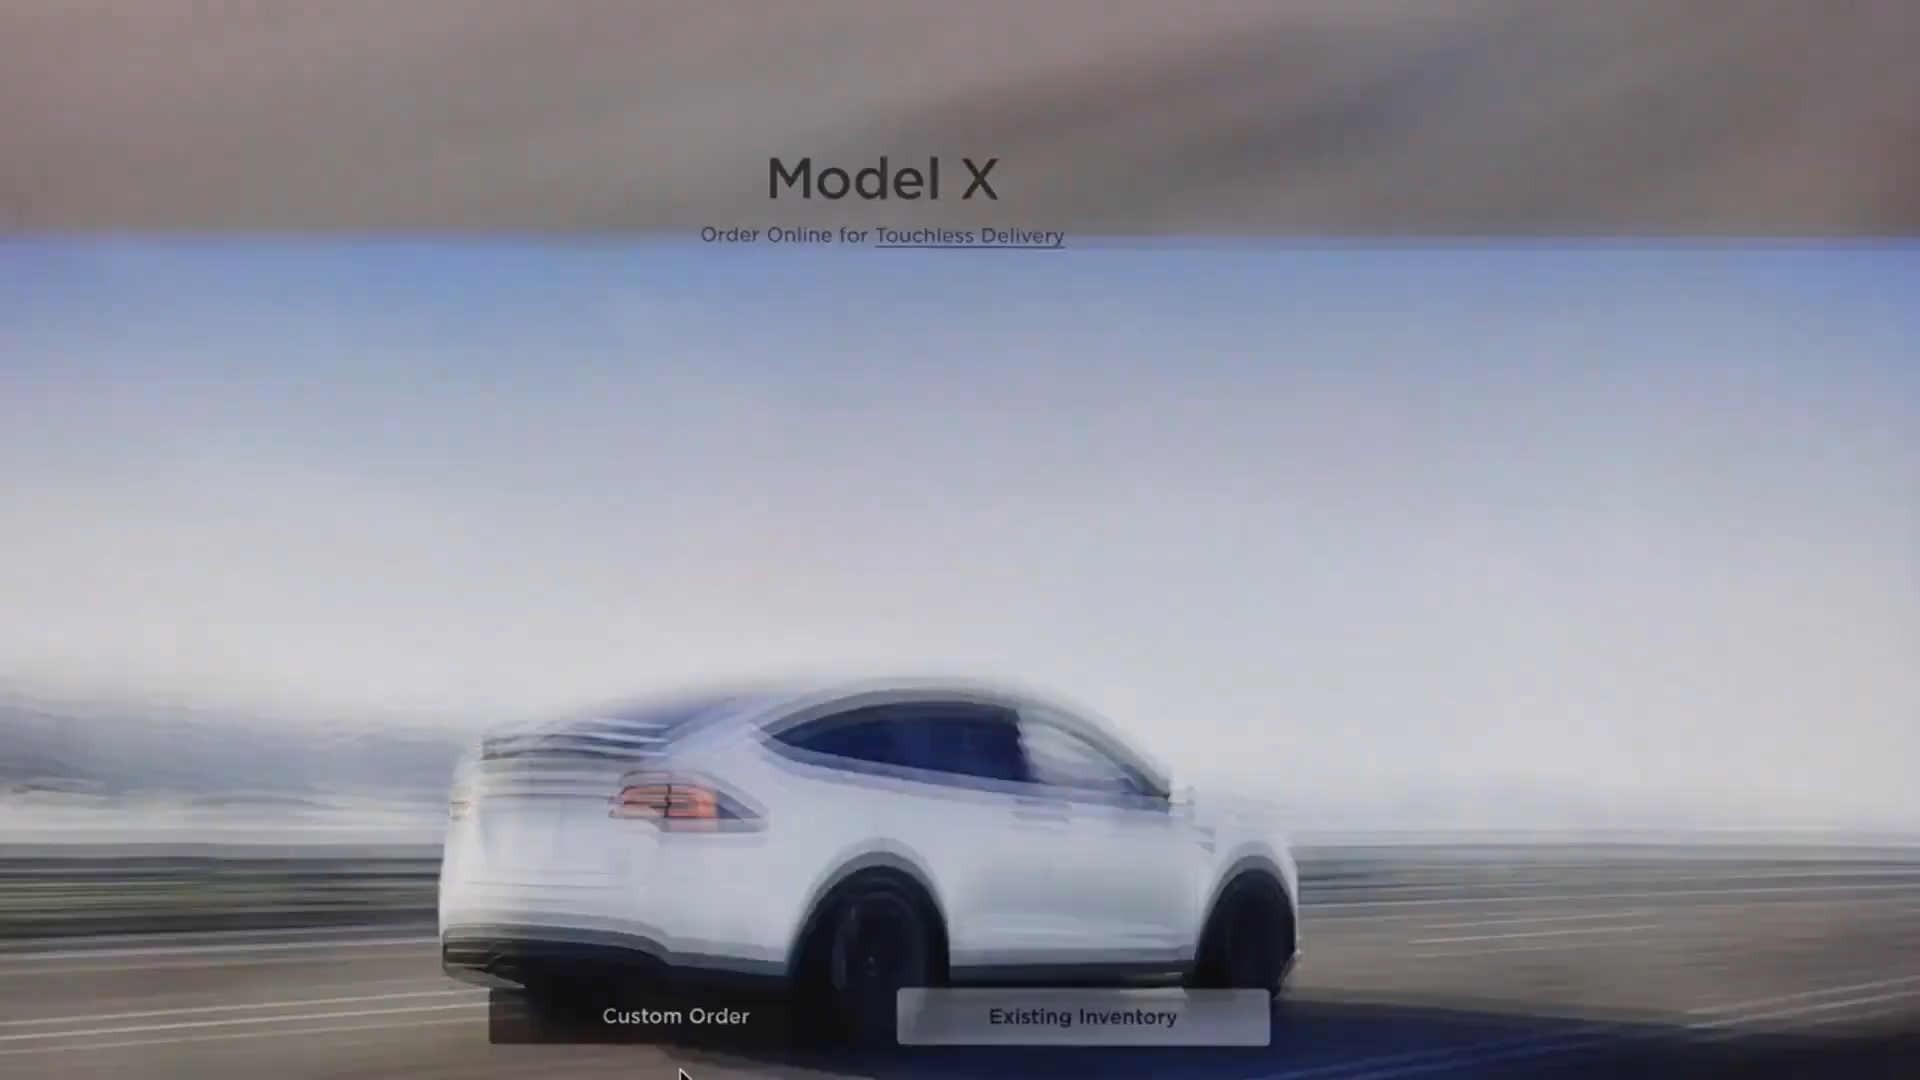 Model X
Order Online for Touchless Delivery
Custom Order
Existing Inventory